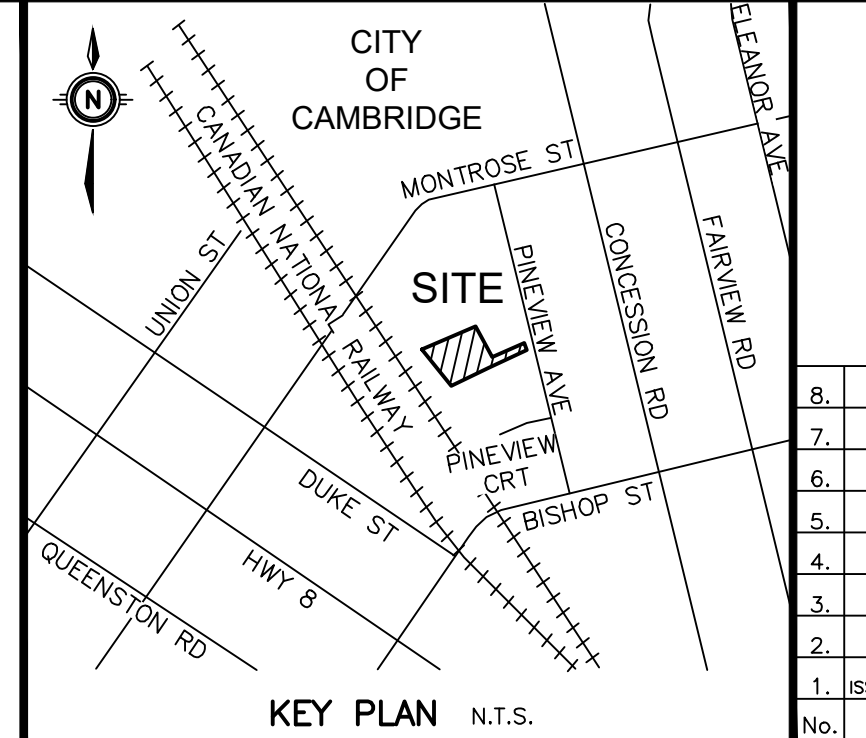 CITY
OF
CAMBRIDGE
N
ELEANOR AVE
MONTROSE ST
CANADIAN NATIONAL RAILWAY
UNION ST
SITE
PINEVIEW AVE
CONCESSION RD
FAIRVIEW RD
PINEVIEW
CRT
BISHOP ST
DUKE ST
HWY 8
QUEENSTON RD
KEY PLAN N.T.S.
8.
7.
6.
5.
4.
3.
2.
1.
No.